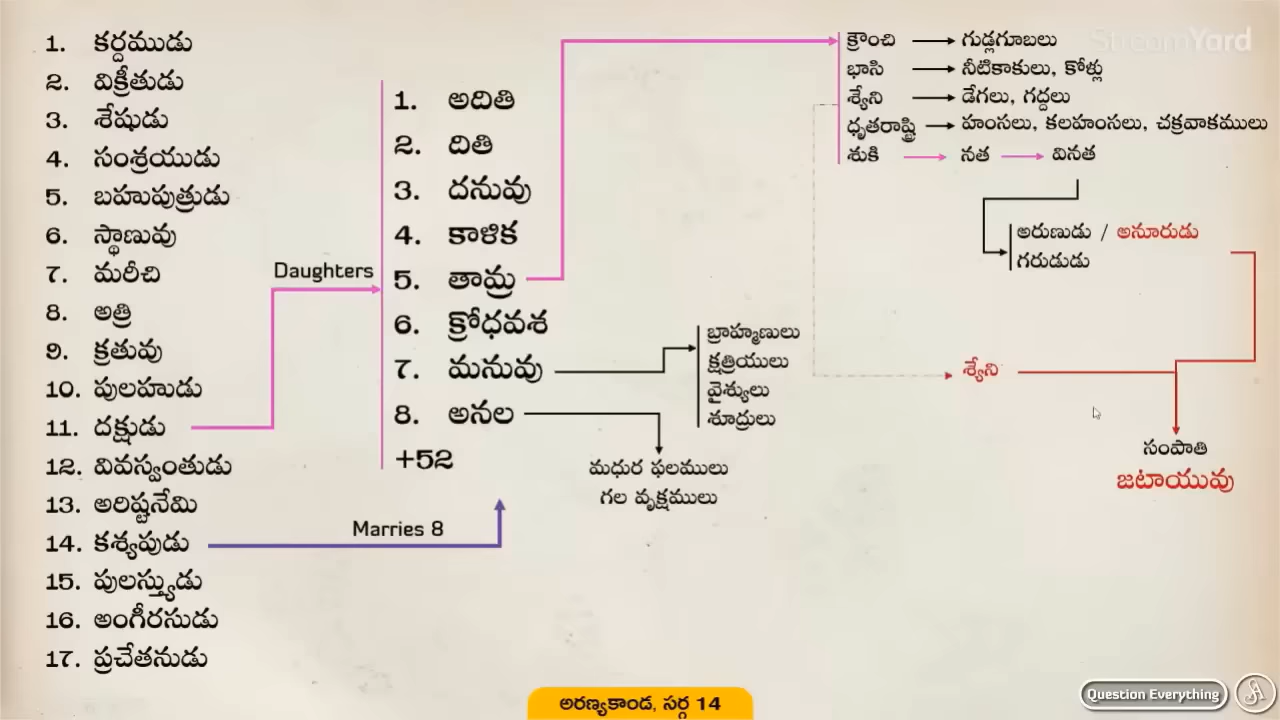 1. కర్దముడు
2. విక్రీతుడు
3. శేషుడు
4. సంశ్రయుడు
5. బహుపుత్రుడు
6. స్థాణువు
7. మరీచి
8. అత్రి
9. క్రతువు
10. పులహుడు
11. దక్షుడు
12. వివస్వంతుడు
13. అరిష్టనేమి
14. కశ్యపుడు
15. పులస్త్యుడు
16. అంగీరసుడు
17. ప్రచేతనుడు
Daughters
Marries 8
1. అదితి
2. దితి
3. దనువు
4. కాళిక
5. తామ్ర
6. క్రోధవశ
7. మనువు
8. అనల
+52
బ్రాహ్మణులు
క్షత్రియులు
వైశ్యులు
శూద్రులు
మధుర ఫలములు
గల వృక్షములు
క్రౌంచి గుడ్లగూబలు
భాసి నీటికాకులు, కోళ్లు
శ్యేని డేగలు, గద్దలు
ధృతరాష్ట్రి హంసలు, కలహంసలు, చక్రవాకములు
శుకి నత వినత
అరుణుడు / అనూరుడు
గరుడుడు
శ్యేని
సంపాతి
జటాయువు
StreamYard
అరణ్యకాండ, సర్గ 14
Question Everything